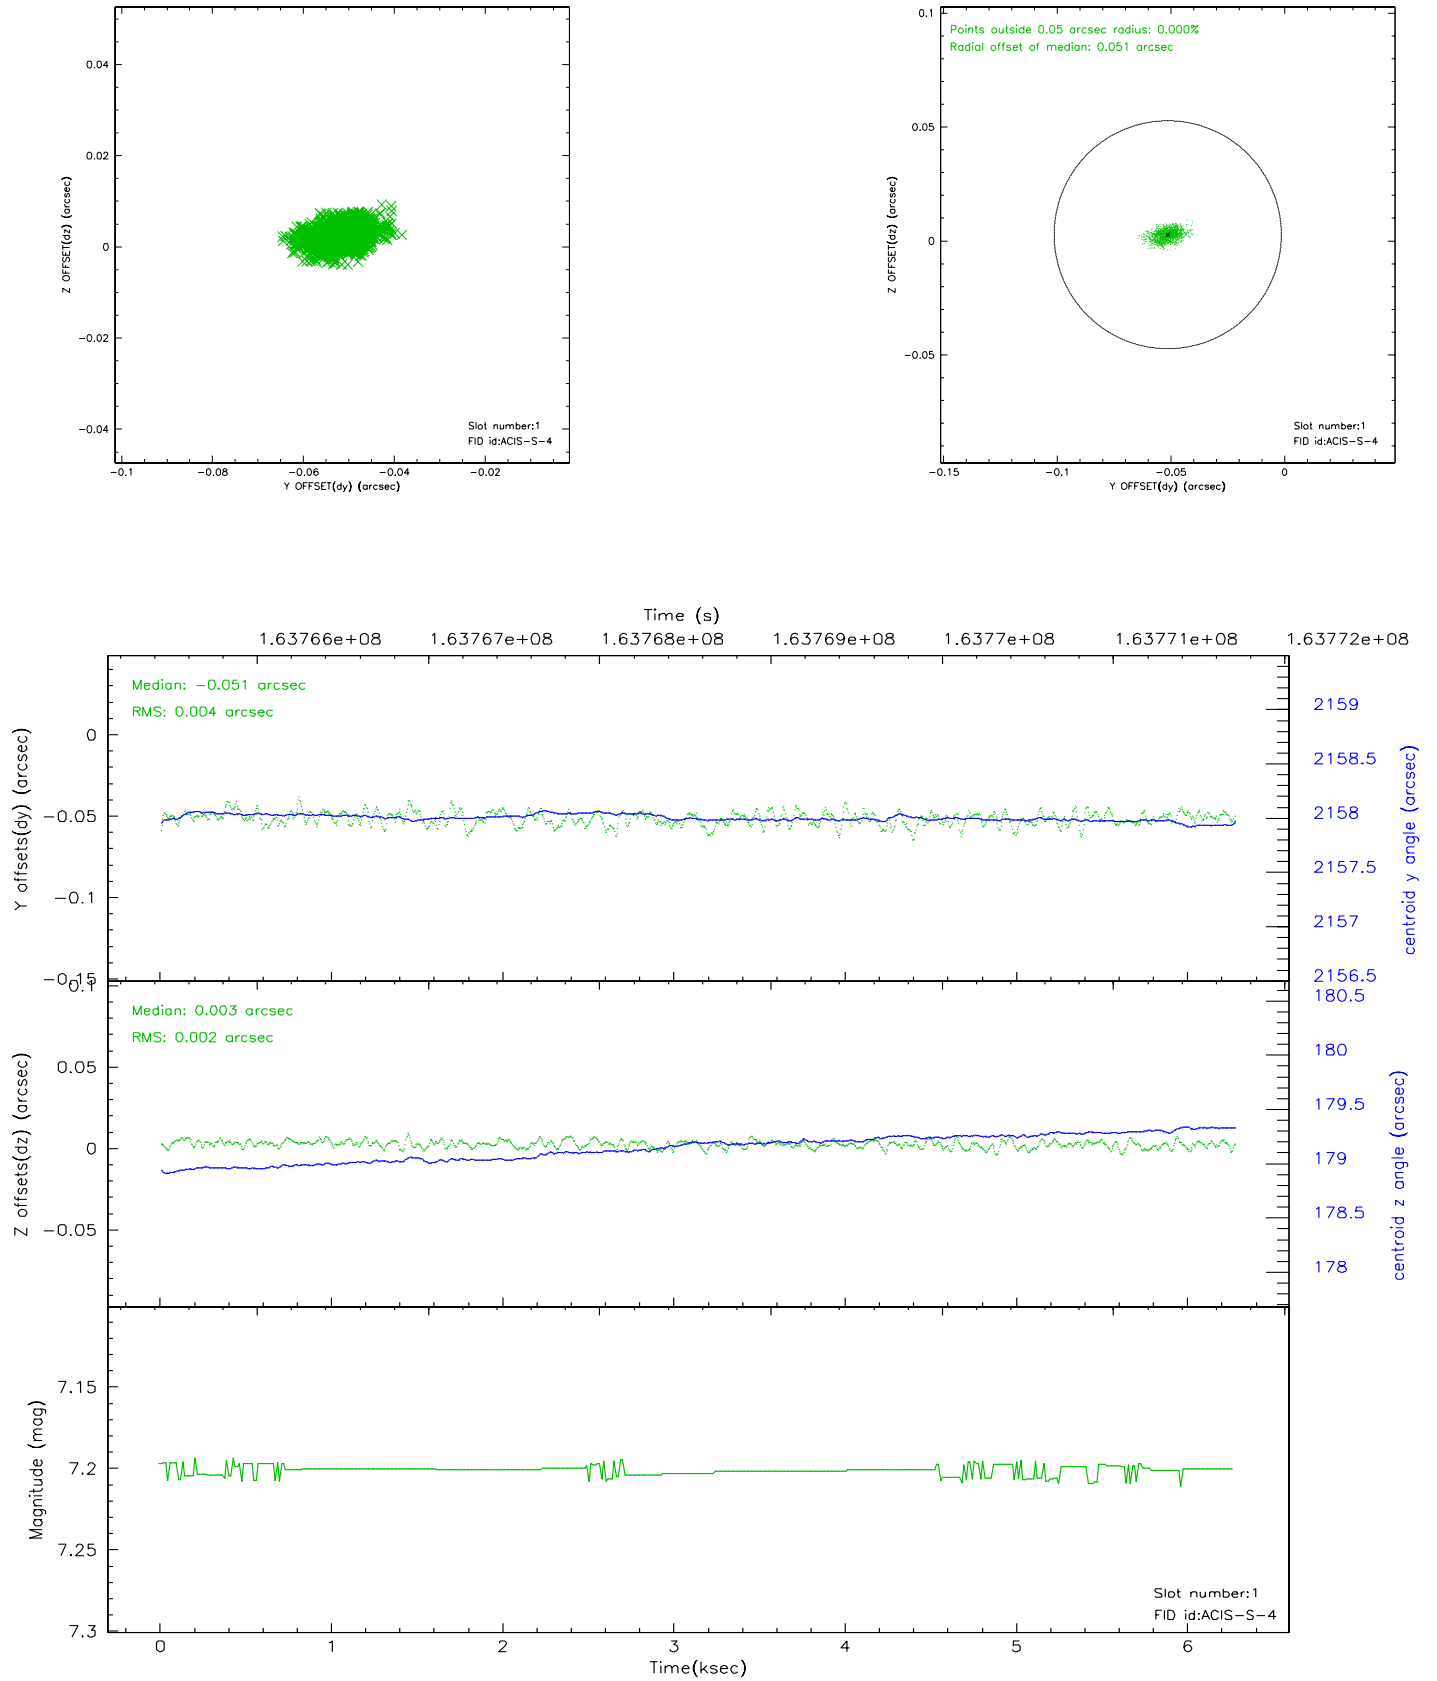 0.04
0.02
0
−0.02
−0.04
Z OFFSET(dz) (arcsec)
−0.1
−0.08
−0.06
−0.04
−0.02
Y OFFSET(dy) (arcsec)
Slot number:1
FID id:ACIS−S−4
Points outside 0.05 arcsec radius: 0.000%
Radial offset of median: 0.051 arcsec
0.1
0.05
0
−0.05
Z OFFSET(dz) (arcsec)
−0.15
−0.1
−0.05
0
Y OFFSET(dy) (arcsec)
Slot number:1
FID id:ACIS−S−4
Time (s)
1.63766e+08
1.63767e+08
1.63768e+08
1.63769e+08
1.6377e+08
1.63771e+08
1.63772e+08
Median: −0.051 arcsec
RMS: 0.004 arcsec
0
−0.05
−0.1
−0.15
Y offsets(dy) (arcsec)
2159
2158.5
2158
2157.5
2157
2156.5
centroid y angle (arcsec)
Median: 0.003 arcsec
RMS: 0.002 arcsec
0.1
0.05
0
−0.05
Z offsets(dz) (arcsec)
180.5
180
179.5
179
178.5
178
centroid z angle (arcsec)
7.15
7.2
7.25
7.3
Magnitude (mag)
Slot number:1
FID id:ACIS−S−4
0
1
2
3
4
5
6
Time(ksec)